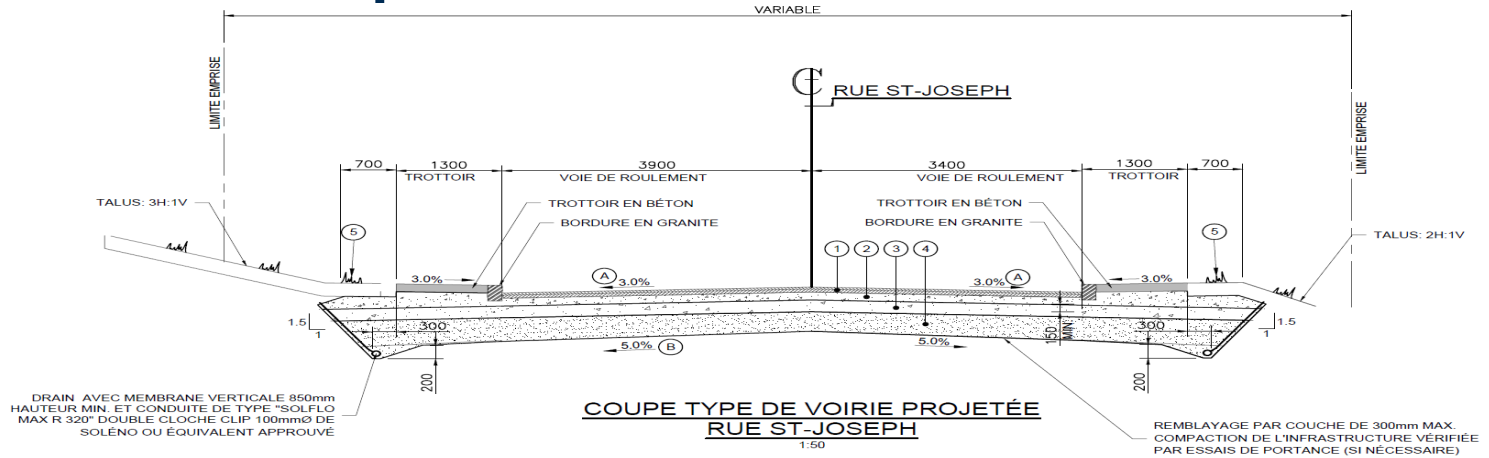 VARIABLE
LIMITE EMPRISE
LIMITE EMPRISE
℄ RUE ST-JOSEPH
700
1300
3900
3400
1300
700
TROTTOIR
VOIE DE ROULEMENT
VOIE DE ROULEMENT
TROTTOIR
TALUS: 3H:1V
TROTTOIR EN BÉTON
BORDURE EN GRANITE
TROTTOIR EN BÉTON
BORDURE EN GRANITE
TALUS: 2H:1V
5
1
2
3
4
5
3.0%
A
3.0%
3.0%
A
3.0%
1.5
1
300
150
MIN
300
1.5
1
5.0%
B
5.0%
200
200
DRAIN AVEC MEMBRANE VERTICALE 850mm
HAUTEUR MIN. ET CONDUITE DE TYPE "SOLFLO
MAX R 320" DOUBLE CLOCHE CLIP 100mmØ DE
SOLÉNO OU ÉQUIVALENT APPROUVÉ
COUPE TYPE DE VOIRIE PROJETÉE
RUE ST-JOSEPH
1:50
REMBLAYAGE PAR COUCHE DE 300mm MAX.
COMPACTION DE L'INFRASTRUCTURE VÉRIFIÉE
PAR ESSAIS DE PORTANCE (SI NÉCESSAIRE)